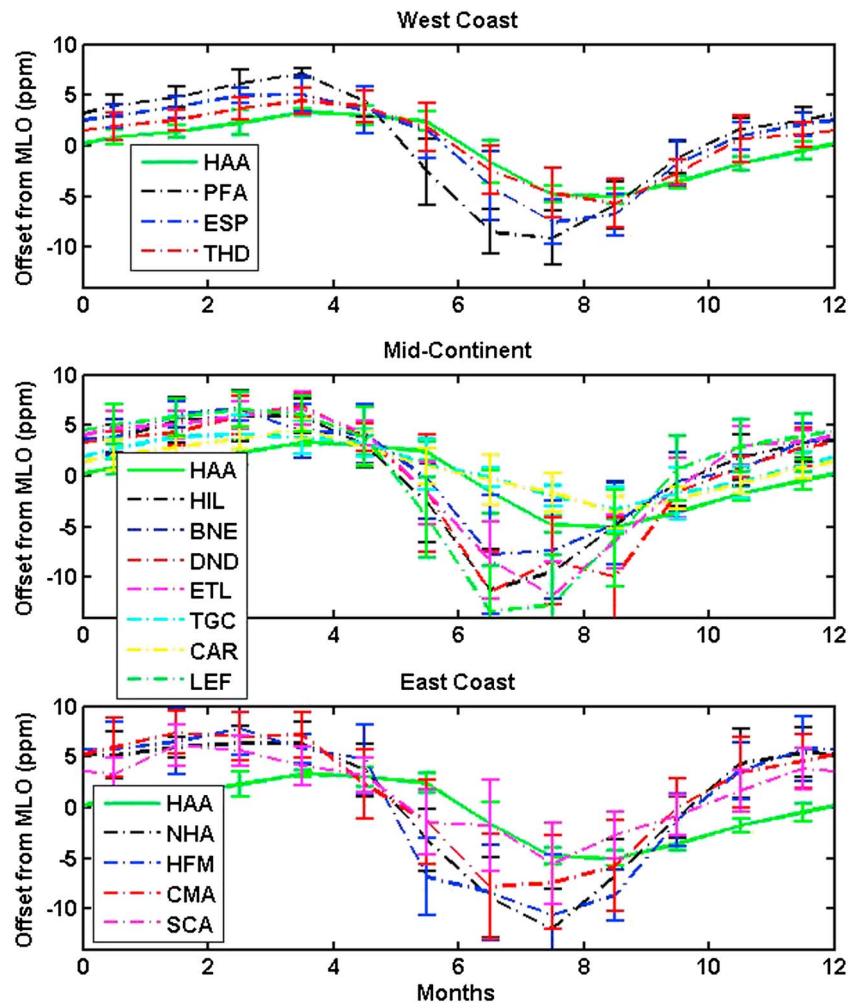 West Coast
Offset from MLO (ppm)
10
5
0
-5
-10
HAA
PFA
ESP
THD
0 2 4 6 8 10 12
Mid-Continent
Offset from MLO (ppm)
10
5
0
-5
-10
HAA
HIL
BNE
DND
ETL
TGC
CAR
LEF
0 2 4 6 8 10 12
East Coast
Offset from MLO (ppm)
10
5
0
-5
-10
HAA
NHA
HFM
CMA
SCA
0 2 4 6 8 10 12
Months